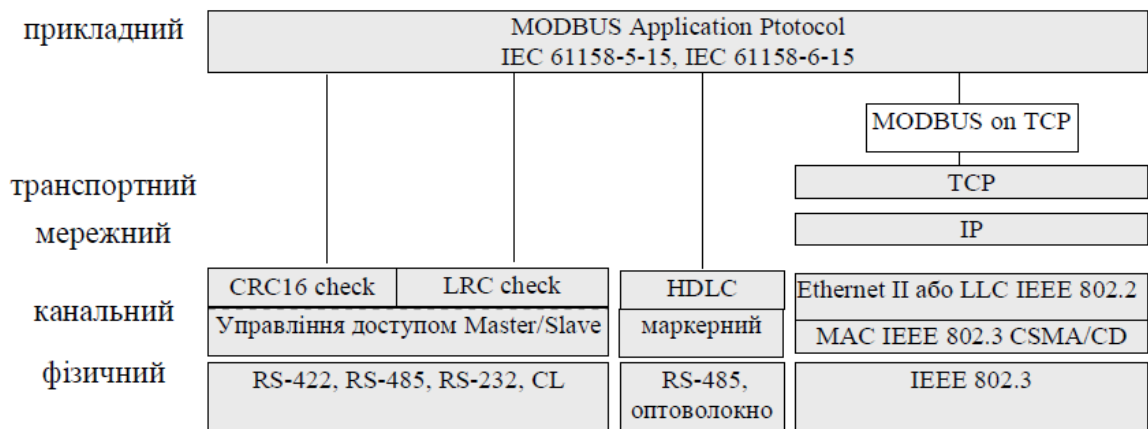 прикладний
MODBUS Application Ptotocol
IEC 61158-5-15, IEC 61158-6-15
MODBUS on TCP
транспортний
TCP
мережний
IP
канальний
CRC16 check
LRC check
HDLC
Ethernet II або LLC IEEE 802.2
Управління доступом Master/Slave
маркерний
MAC IEEE 802.3 CSMA/CD
фізичний
RS-422, RS-485, RS-232, CL
RS-485,
оптоволокно
IEEE 802.3